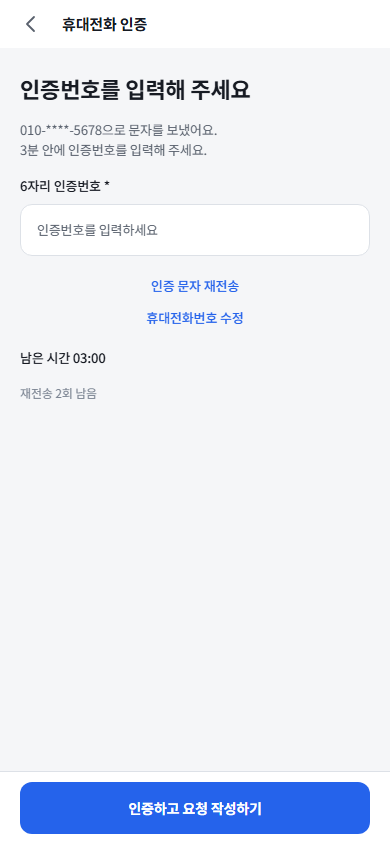 휴대전화 인증
인증번호를 입력해 주세요
010-****-5678으로 문자를 보냈어요.
3분 안에 인증번호를 입력해 주세요.
6자리 인증번호 *
인증번호를 입력하세요
인증 문자 재전송
휴대전화번호 수정
남은 시간 03:00
재전송 2회 남음
인증하고 요청 작성하기